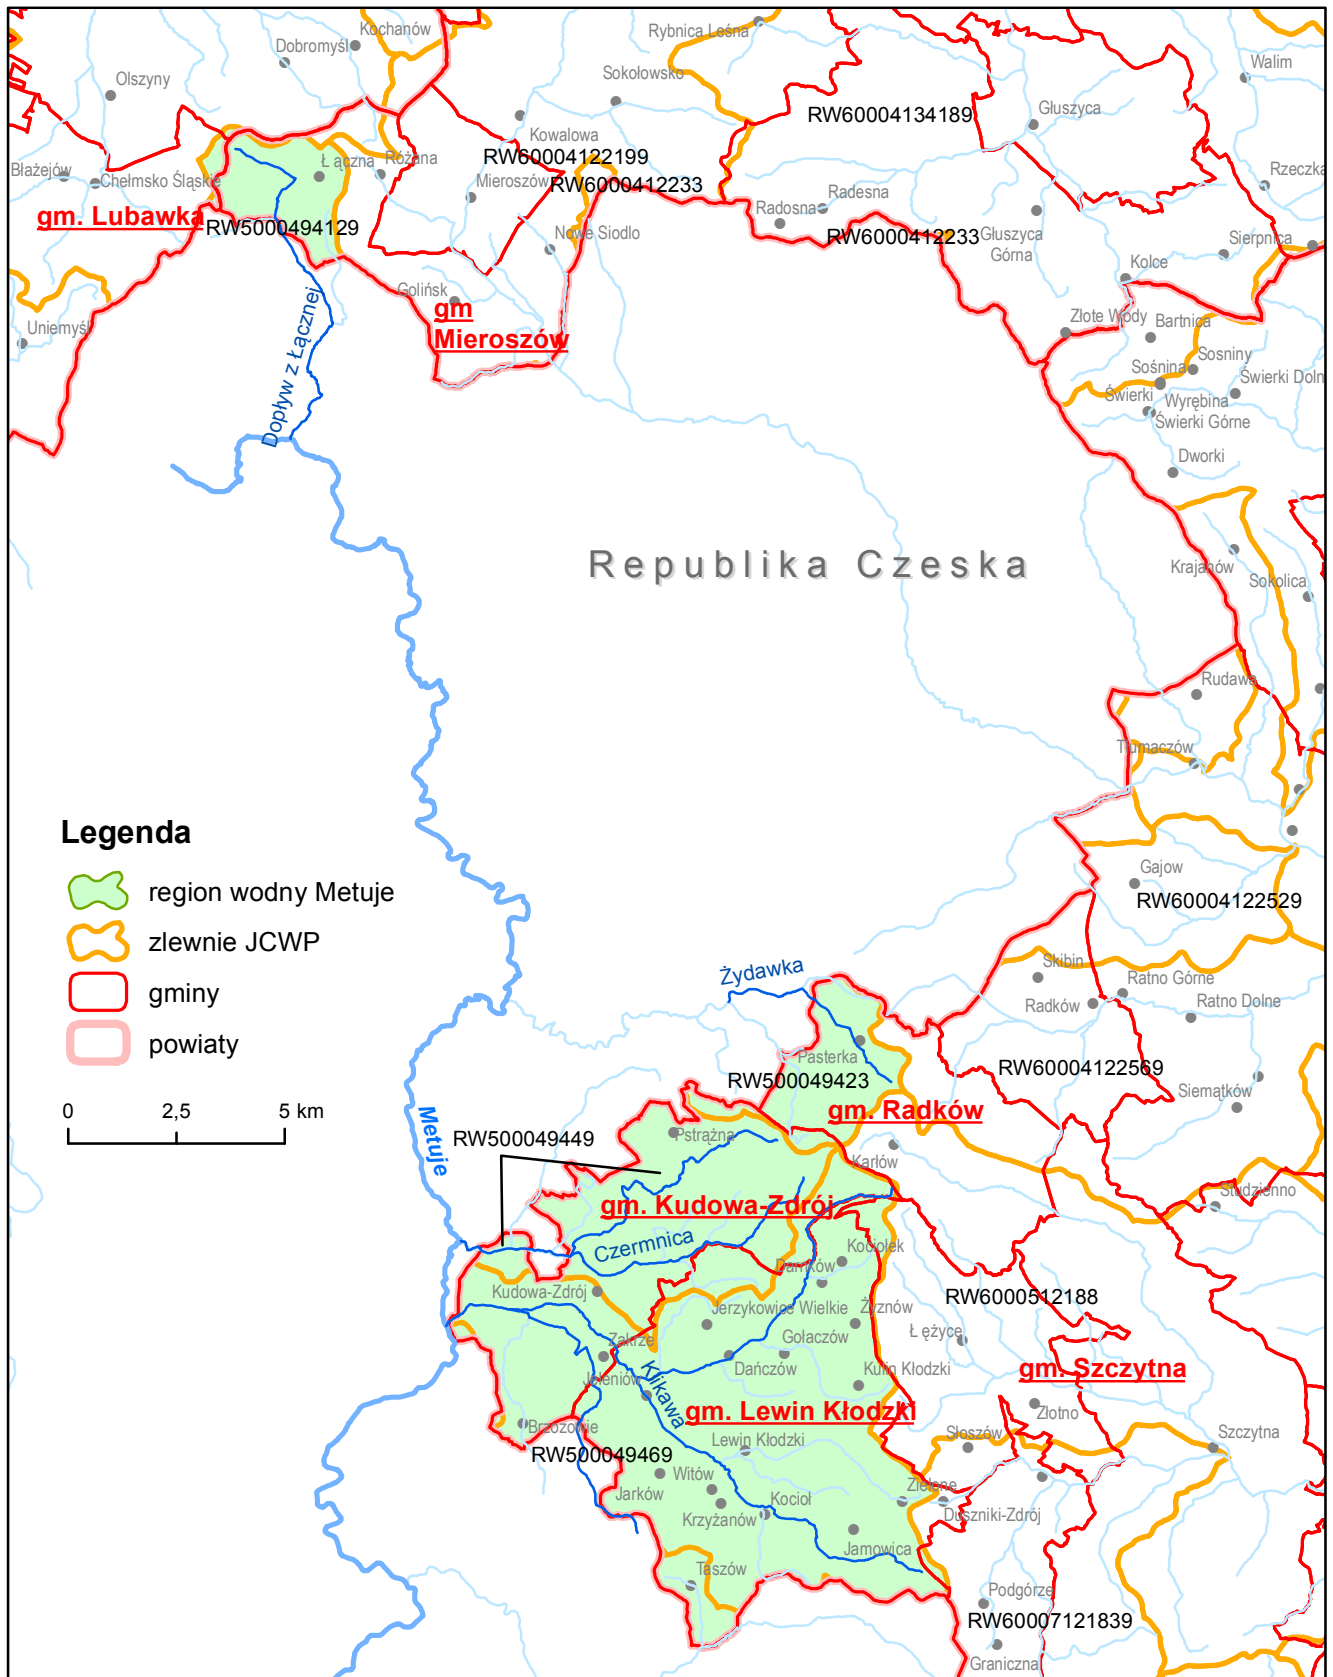 Kochanów
Dobromyśl
Rybnica Leśna
Walim
Olszyny
Sokołowsko
RW60004134189
Głuszyca
Kowalowa
RW60004122199
Łączna
Różana
Błażejów
Chełmsko Śląskie
Mieroszów
RW6000412233
Rzeczka
gm. Lubawka
RW5000494129
Radesna
Radosna
RW6000412233
Głuszyca
Górna
Nowe Siodło
Sierpnica
Kolce
Golińsk
gm
Mieroszów
Uniemyśl
Dopływ z Łącznej
Złote Wody
Bartnica
Sosniny
Sośnina
Świerki Doln
Świerki
Wyrębina
Świerki Górne
Dworki
Republika Czeska
Krajanów
Sokolica
Rudawa
Tłumaczów
Legenda
region wodny Metuje
zlewnie JCWP
gminy
powiaty
0 2,5 5 km
Gajow
RW60004122529
Żydawka
Skibin
Ratno Górne
Radków
Ratno Dolne
Pasterka
RW500049423
RW60004122569
Siemątków
gm. Radków
Metuje
RW500049449
Pstrążna
Karłów
Studzienno
gm. Kudowa-Zdrój
Czermnica
Kociołek
Darnków
Kudowa-Zdrój
RW6000512188
Jerzykowice Wielkie
Żyznów
Łężyce
Gołaczów
Zakrze
Dańczów
Kulin Kłodzki
gm. Szczytna
Jeleniów
Klikawa
gm. Lewin Kłodzki
Złotno
Brzozowie
Lewin Kłodzki
Słoszów
Szczytna
RW500049469
Witów
Jarków
Kocioł
Zielone
Krzyżanów
Duszniki-Zdrój
Jamowica
Taszów
Podgórze
RW60007121839
Graniczna